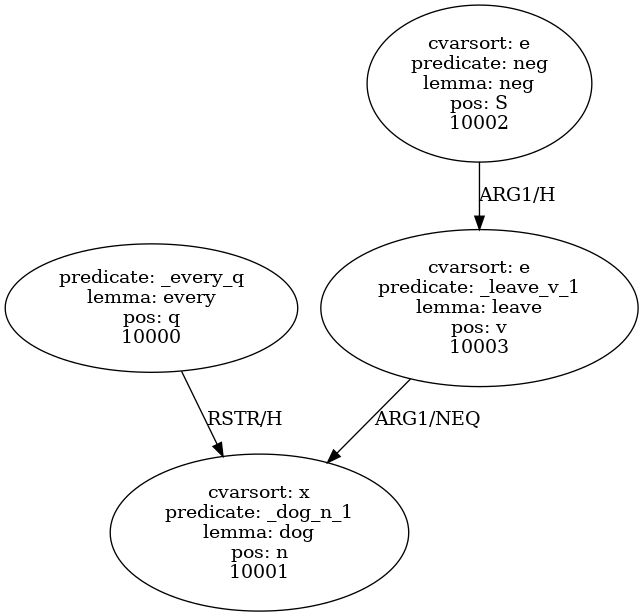 cvarsort: e
predicate: neg
lemma: neg
pos: S
10002
ARG1/H
predicate: _every_q
lemma: every
pos: q
10000
cvarsort: e
predicate: _leave_v_1
lemma: leave
pos: v
10003
RSTR/H
ARG1/NEQ
cvarsort: x
predicate: _dog_n_1
lemma: dog
pos: n
10001